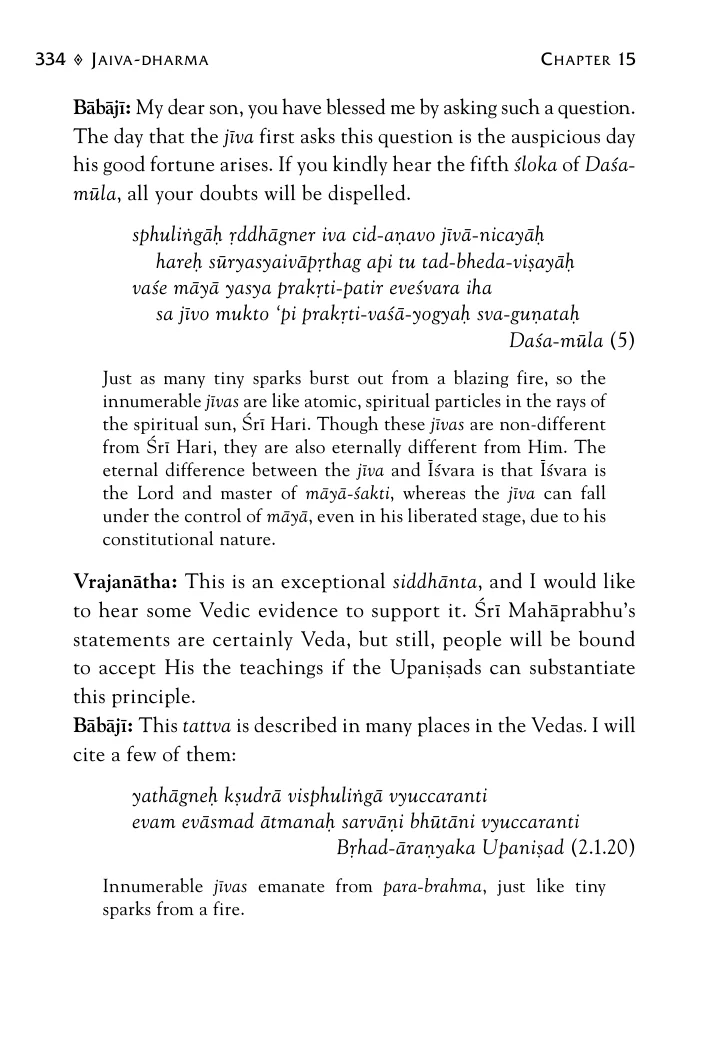 334 ◊ JAIVA-DHARMA CHAPTER 15
Bābājī: My dear son, you have blessed me by asking such a question.
The day that the jīva first asks this question is the auspicious day
his good fortune arises. If you kindly hear the fifth śloka of Daśa-
mūla, all your doubts will be dispelled.
sphuliṅgāḥ ṛddhāgner iva cid-aṇavo jīvā-nicayāḥ
hareḥ sūryasyaivāpṛthag api tu tad-bheda-viṣayāḥ
vaśe māyā yasya prakṛti-patir eveśvara iha
sa jīvo mukto ‘pi prakṛti-vaśā-yogyaḥ sva-guṇataḥ
Daśa-mūla (5)
Just as many tiny sparks burst out from a blazing fire, so the
innumerable jīvas are like atomic, spiritual particles in the rays of
the spiritual sun, Śrī Hari. Though these jīvas are non-different
from Śrī Hari, they are also eternally different from Him. The
eternal difference between the jīva and Īśvara is that Īśvara is
the Lord and master of māyā-śakti, whereas the jīva can fall
under the control of māyā, even in his liberated stage, due to his
constitutional nature.
Vrajanātha: This is an exceptional siddhānta, and I would like
to hear some Vedic evidence to support it. Śrī Mahāprabhu’s
statements are certainly Veda, but still, people will be bound
to accept His the teachings if the Upaniṣads can substantiate
this principle.
Bābājī: This tattva is described in many places in the Vedas. I will
cite a few of them:
yathāgneḥ kṣudrā visphuliṅgā vyuccaranti
evam evāsmad ātmanaḥ sarvāṇi bhūtāni vyuccaranti
Bṛhad-āraṇyaka Upaniṣad (2.1.20)
Innumerable jīvas emanate from para-brahma, just like tiny
sparks from a fire.